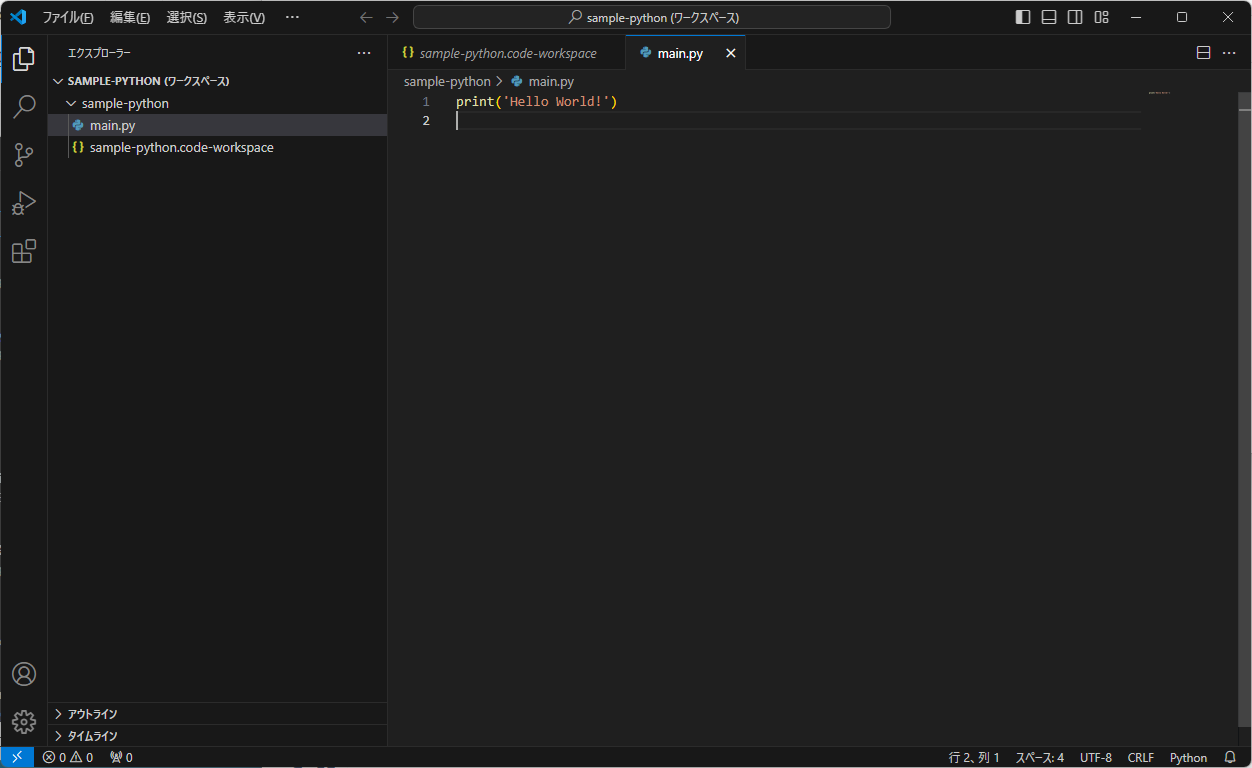 ファイル(F) 編集(E) 選択(S) 表示(V) ··· sample-python (ワークスペース)
エクスプローラー ···
SAMPLE-PYTHON (ワークスペース)
sample-python
main.py
{} sample-python.code-workspace
アウトライン
タイムライン
{} sample-python.code-workspace main.py ···
sample-python > main.py
1 print('Hello World!')
2
0 0 0 行 2、列 1 スペース: 4 UTF-8 CRLF Python